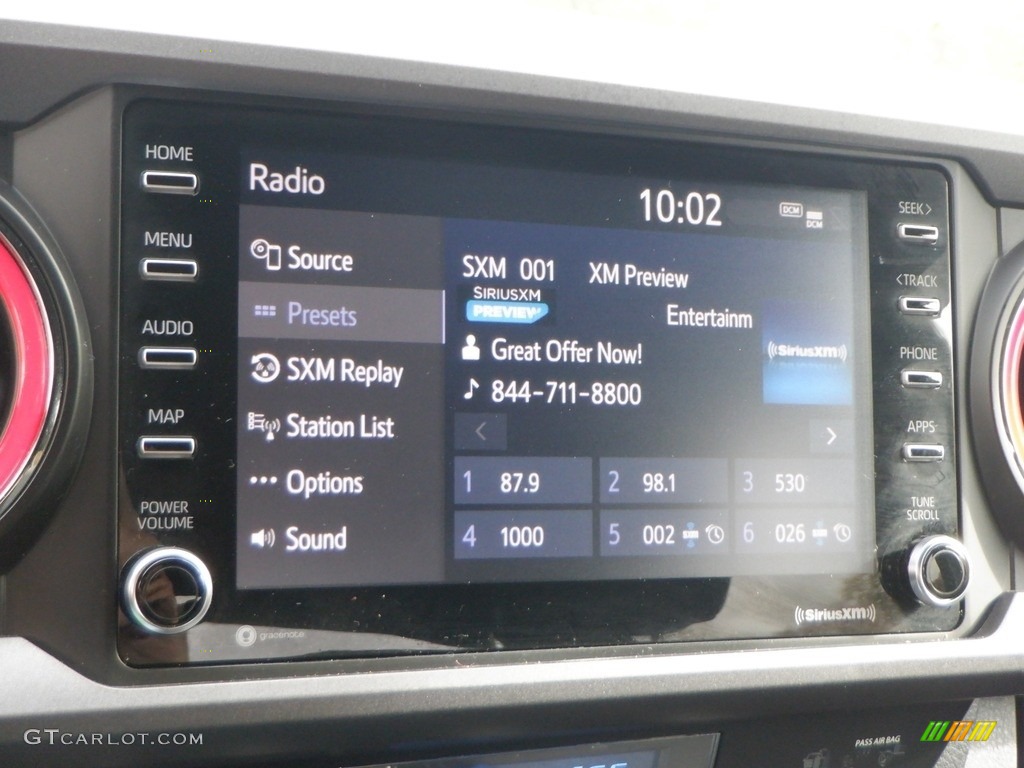 HOME
MENU
AUDIO
MAP
POWER
VOLUME
Radio
10:02
DCM
DCM
Source
Presets
SXM Replay
Station List
Options
Sound
SXM 001 XM Preview
SIRIUSXM
PREVIEW
Entertainm
Great Offer Now!
844-711-8800
((SiriusXM))
1 87.9
2 98.1
3 530
4 1000
5 002
6 026
SEEK>
<TRACK
PHONE
APPS
TUNE
SCROLL
gracenote
((SiriusXM))
PASS AIR BAG
GTCARLOT.COM